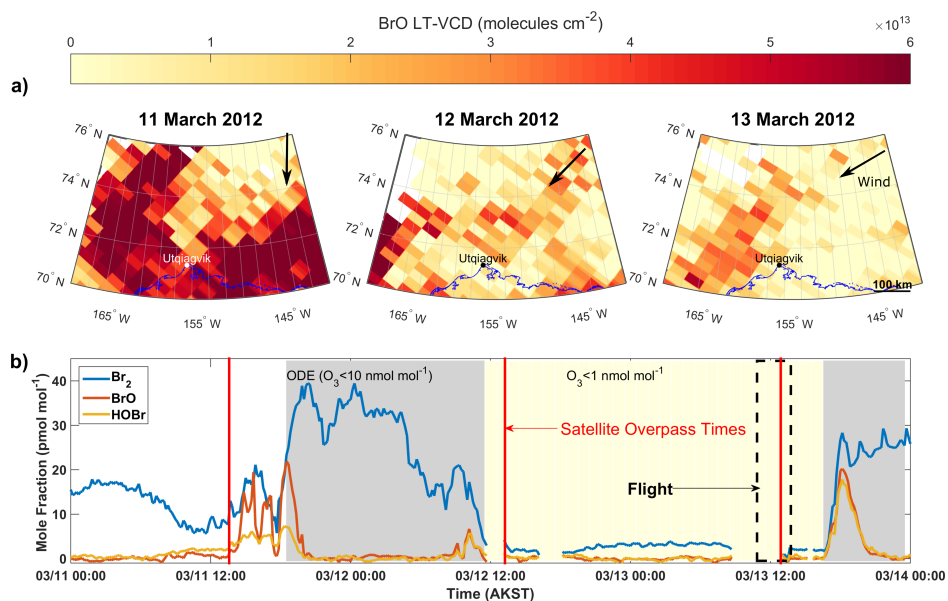 BrO LT-VCD (molecules cm⁻²)
×10¹³
0 1 2 3 4 5 6
a)
11 March 2012
12 March 2012
13 March 2012
76° N
74° N
72° N
70° N
165° W
155° W
145° W
Utqiagvik
76° N
74° N
72° N
70° N
165° W
155° W
145° W
Utqiagvik
76° N
74° N
72° N
70° N
165° W
155° W
145° W
Wind
Utqiagvik
100 km
b)
Br₂
BrO
HOBr
ODE (O₃<10 nmol mol⁻¹)
O₃<1 nmol mol⁻¹
Satellite Overpass Times
Flight
Mole Fraction (pmol mol⁻¹)
40
30
20
10
0
03/11 00:00
03/11 12:00
03/12 00:00
03/12 12:00
03/13 00:00
03/13 12:00
03/14 00:00
Time (AKST)